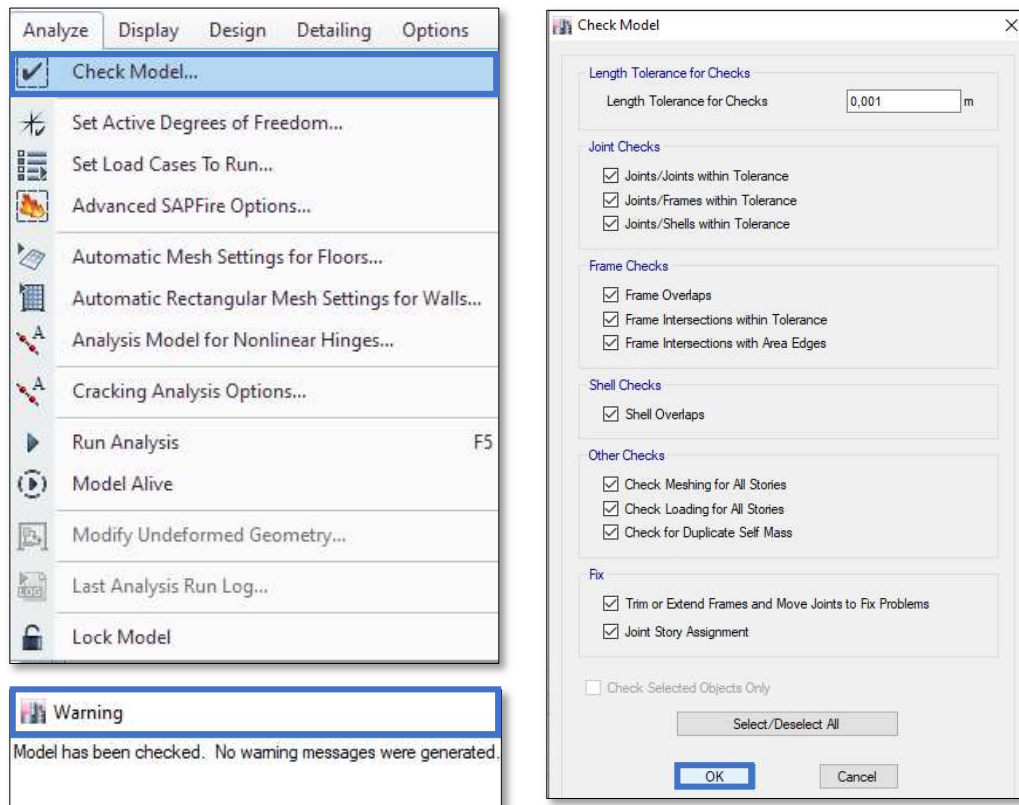 Analyze Display Design Detailing Options
Check Model...
Set Active Degrees of Freedom...
Set Load Cases To Run...
Advanced SAPFire Options...
Automatic Mesh Settings for Floors...
Automatic Rectangular Mesh Settings for Walls...
A
Analysis Model for Nonlinear Hinges...
A
Cracking Analysis Options...
Run Analysis F5
Model Alive
Modify Undeformed Geometry...
LOG
Last Analysis Run Log...
Lock Model
Warning
Model has been checked. No warning messages were generated.
Check Model
Length Tolerance for Checks
Length Tolerance for Checks 0,001 m
Joint Checks
Joints/Joints within Tolerance
Joints/Frames within Tolerance
Joints/Shells within Tolerance
Frame Checks
Frame Overlaps
Frame Intersections within Tolerance
Frame Intersections with Area Edges
Shell Checks
Shell Overlaps
Other Checks
Check Meshing for All Stories
Check Loading for All Stories
Check for Duplicate Self Mass
Fix
Trim or Extend Frames and Move Joints to Fix Problems
Joint Story Assignment
Check Selected Objects Only
Select/Deselect All
OK Cancel